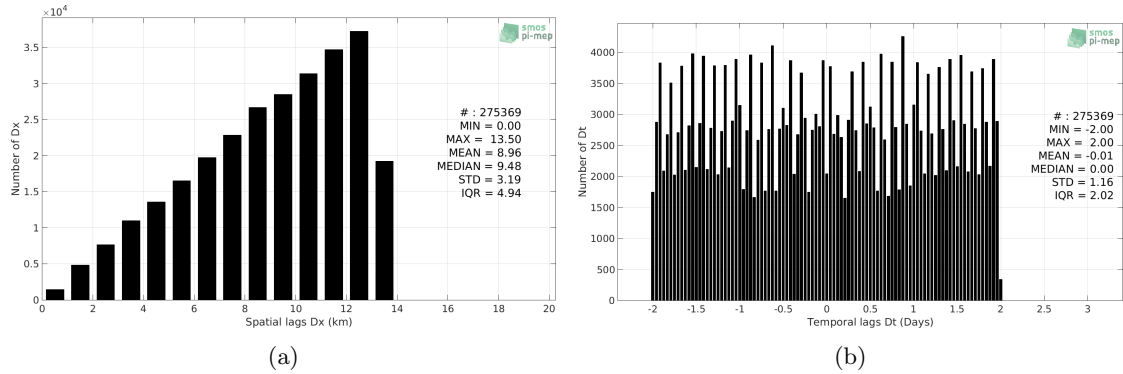 ×10⁴
3.5
3
2.5
2
1.5
1
0.5
0
0 2 4 6 8 10 12 14 16 18 20
Number of Dx
Spatial lags Dx (km)
smos
pi-mep
# : 275369
MIN = 0.00
MAX = 13.50
MEAN = 8.96
MEDIAN = 9.48
STD = 3.19
IQR = 4.94
(a)
4000
3500
3000
2500
2000
1500
1000
500
0
-2 -1.5 -1 -0.5 0 0.5 1 1.5 2 2.5 3
Number of Dt
Temporal lags Dt (Days)
smos
pi-mep
# : 275369
MIN = -2.00
MAX = 2.00
MEAN = -0.01
MEDIAN = 0.00
STD = 1.16
IQR = 2.02
(b)